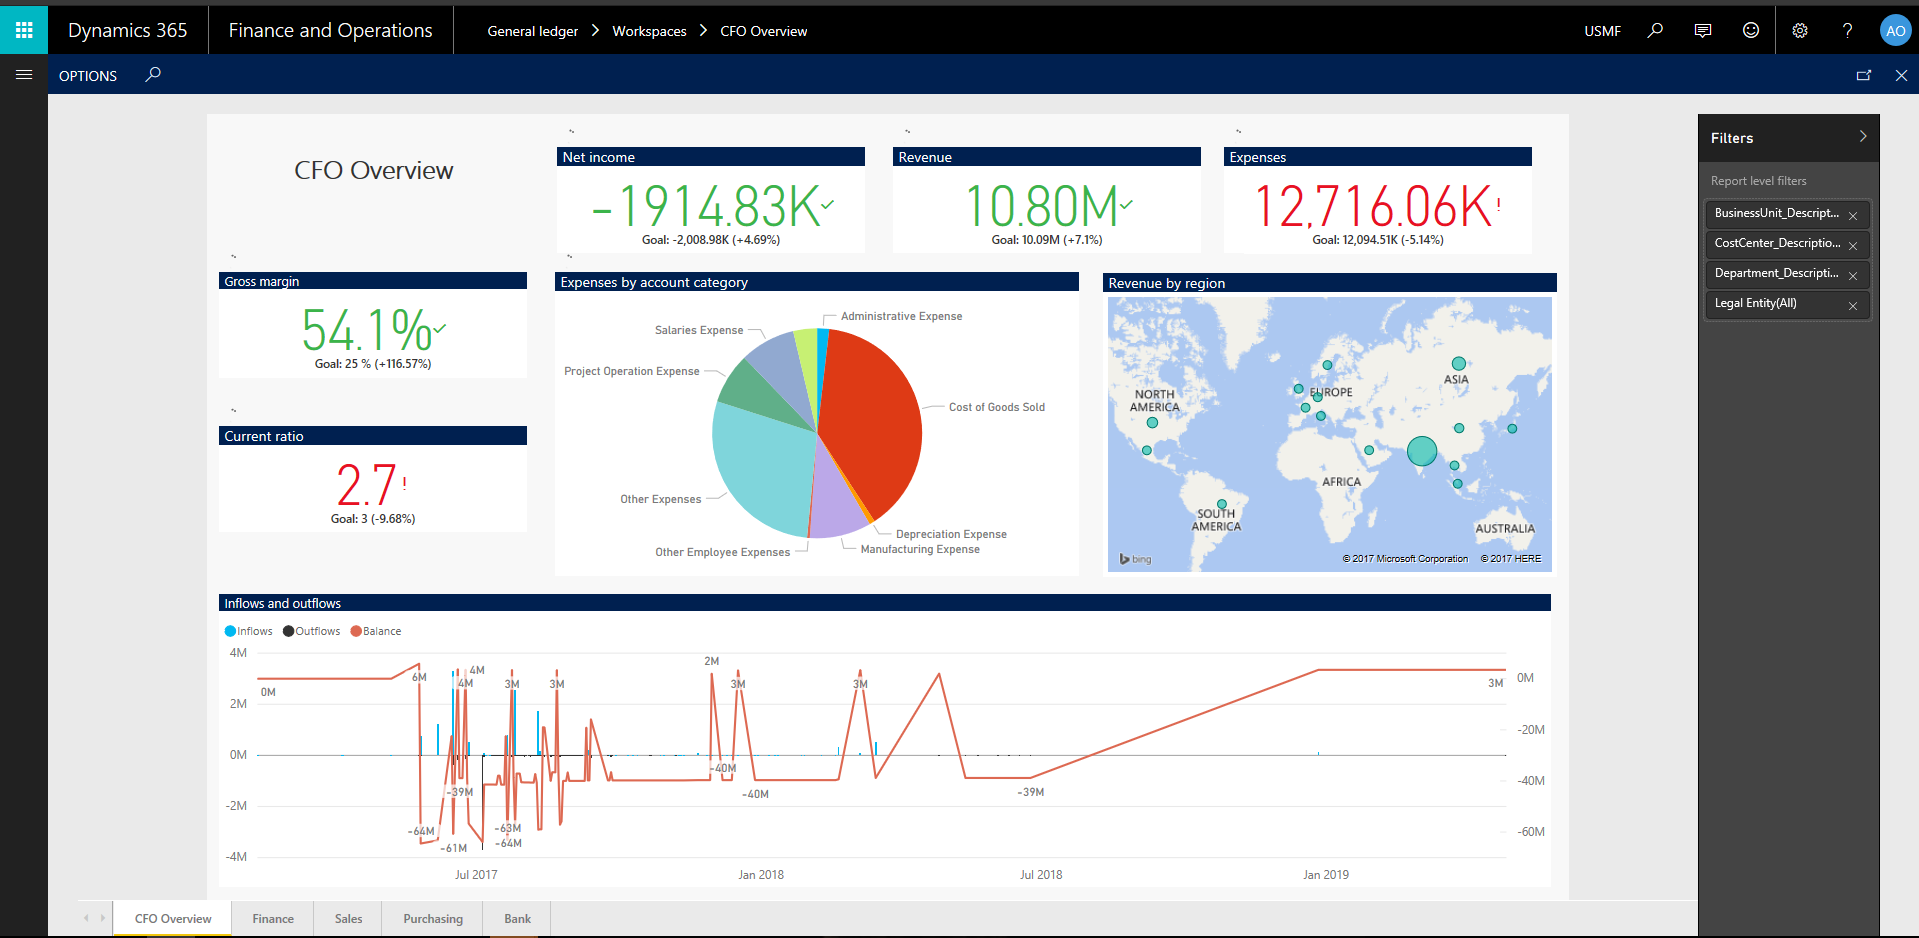 Dynamics 365
Finance and Operations
General ledger > Workspaces > CFO Overview
USMF
?
AO
OPTIONS
CFO Overview
Net income
-1914.83K
Goal: -2,008.98K (+4.69%)
Revenue
10.80M
Goal: 10.09M (+7.1%)
Expenses
12,716.06K!
Goal: 12,094.51K (-5.14%)
Gross margin
54.1%
Goal: 25 % (+116.57%)
Current ratio
2.7!
Goal: 3 (-9.68%)
Expenses by account category
Administrative Expense
Salaries Expense
Project Operation Expense
Cost of Goods Sold
Other Expenses
Depreciation Expense
Other Employee Expenses
Manufacturing Expense
Revenue by region
NORTH
AMERICA
EUROPE
ASIA
AFRICA
SOUTH
AMERICA
AUSTRALIA
bing
© 2017 Microsoft Corporation © 2017 HERE
Filters
Report level filters
BusinessUnit_Descript...
CostCenter_Descriptio...
Department_Descripti...
Legal Entity(All)
Inflows and outflows
Inflows Outflows Balance
4M
2M
0M
-2M
-4M
0M
6M
4M
4M
3M
3M
2M
3M
3M
3M
-39M
-64M
-61M
-63M
-64M
-40M
-40M
-39M
0M
-20M
-40M
-60M
Jul 2017
Jan 2018
Jul 2018
Jan 2019
CFO Overview
Finance
Sales
Purchasing
Bank